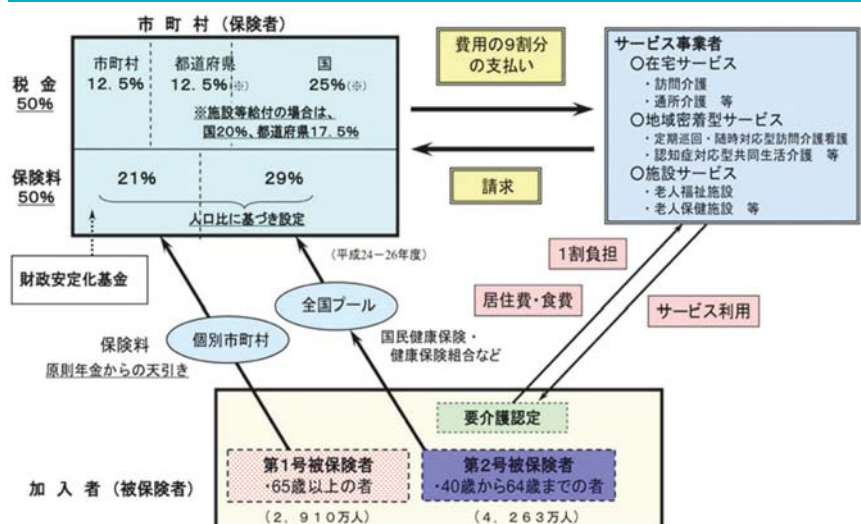 市 町 村（保険者）
税 金
50%
市町村
12. 5%
都道府県
12. 5%(※)
国
25%(※)
※施設等給付の場合は、
国20%、都道府県17. 5%
保険料
50%
21%
29%
人口比に基づき設定
費用の9割分
の支払い
請求
サービス事業者
○在宅サービス
・訪問介護
・通所介護 等
○地域密着型サービス
・定期巡回・随時対応型訪問介護看護
・認知症対応型共同生活介護 等
○施設サービス
・老人福祉施設
・老人保健施設 等
財政安定化基金
(平成24－26年度)
1割負担
居住費・食費
サービス利用
全国プール
個別市町村
保険料
原則年金からの天引き
国民健康保険・
健康保険組合など
要介護認定
加 入 者（被保険者）
第1号被保険者
・65歳以上の者
第2号被保険者
・40歳から64歳までの者
(2, 910万人)
(4, 263万人)